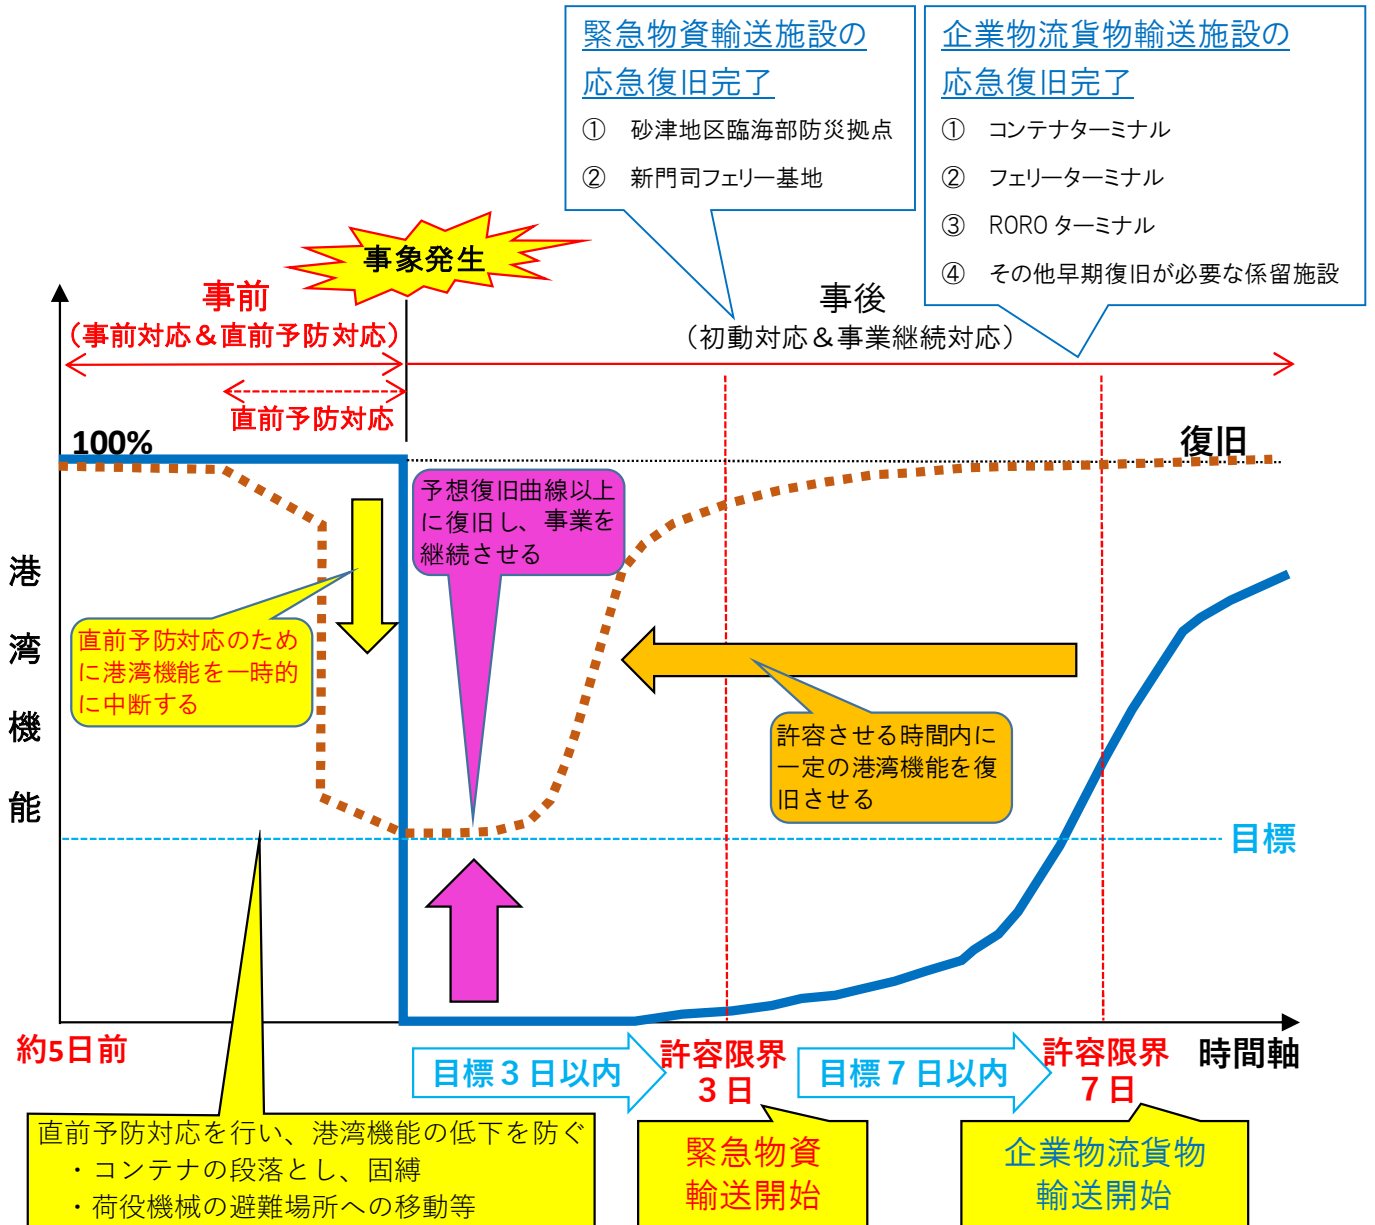 緊急物資輸送施設の
応急復旧完了
① 砂津地区臨海部防災拠点
② 新門司フェリー基地
企業物流貨物輸送施設の
応急復旧完了
① コンテナターミナル
② フェリーターミナル
③ RORO ターミナル
④ その他早期復旧が必要な係留施設
事象発生
事前
（事前対応＆直前予防対応）
直前予防対応
事後
（初動対応＆事業継続対応）
100%
復旧
予想復旧曲線以上
に復旧し、事業を
継続させる
港湾機能
直前予防対応のため
に港湾機能を一時的
に中断する
許容させる時間内に
一定の港湾機能を復
旧させる
目標
約5日前
目標３日以内
許容限界
３日
目標７日以内
許容限界
７日
時間軸
直前予防対応を行い、港湾機能の低下を防ぐ
・コンテナの段落とし、固縛
・荷役機械の避難場所への移動等
緊急物資
輸送開始
企業物流貨物
輸送開始